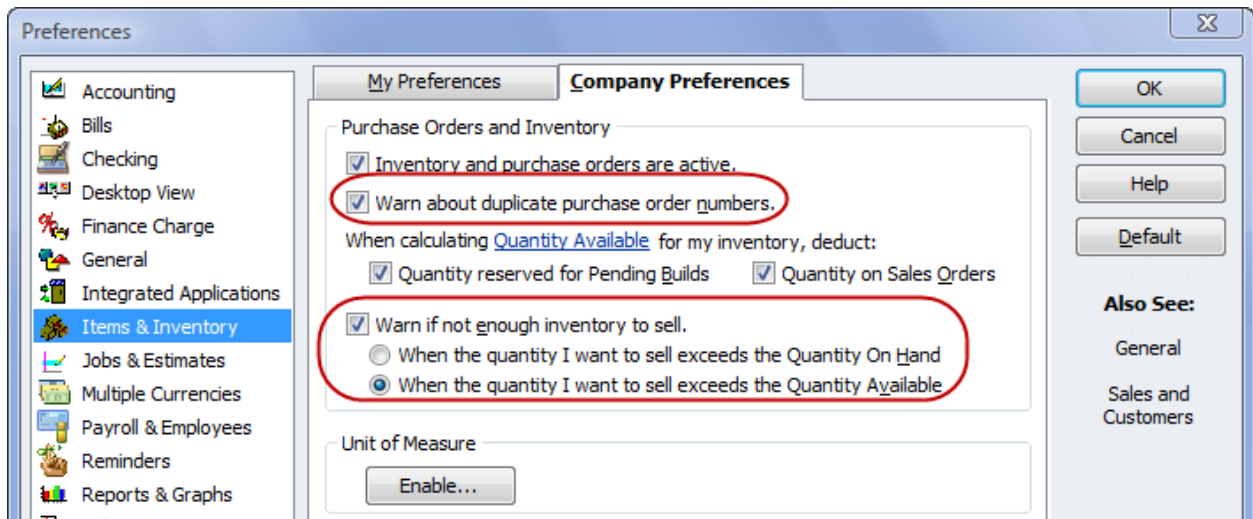 Preferences
Accounting
Bills
Checking
Desktop View
Finance Charge
General
Integrated Applications
Items & Inventory
Jobs & Estimates
Multiple Currencies
Payroll & Employees
Reminders
Reports & Graphs
My Preferences
Company Preferences
Purchase Orders and Inventory
Inventory and purchase orders are active.
Warn about duplicate purchase order numbers.
When calculating Quantity Available for my inventory, deduct:
Quantity reserved for Pending Builds
Quantity on Sales Orders
Warn if not enough inventory to sell.
When the quantity I want to sell exceeds the Quantity On Hand
When the quantity I want to sell exceeds the Quantity Available
Unit of Measure
Enable...
OK
Cancel
Help
Default
Also See:
General
Sales and
Customers